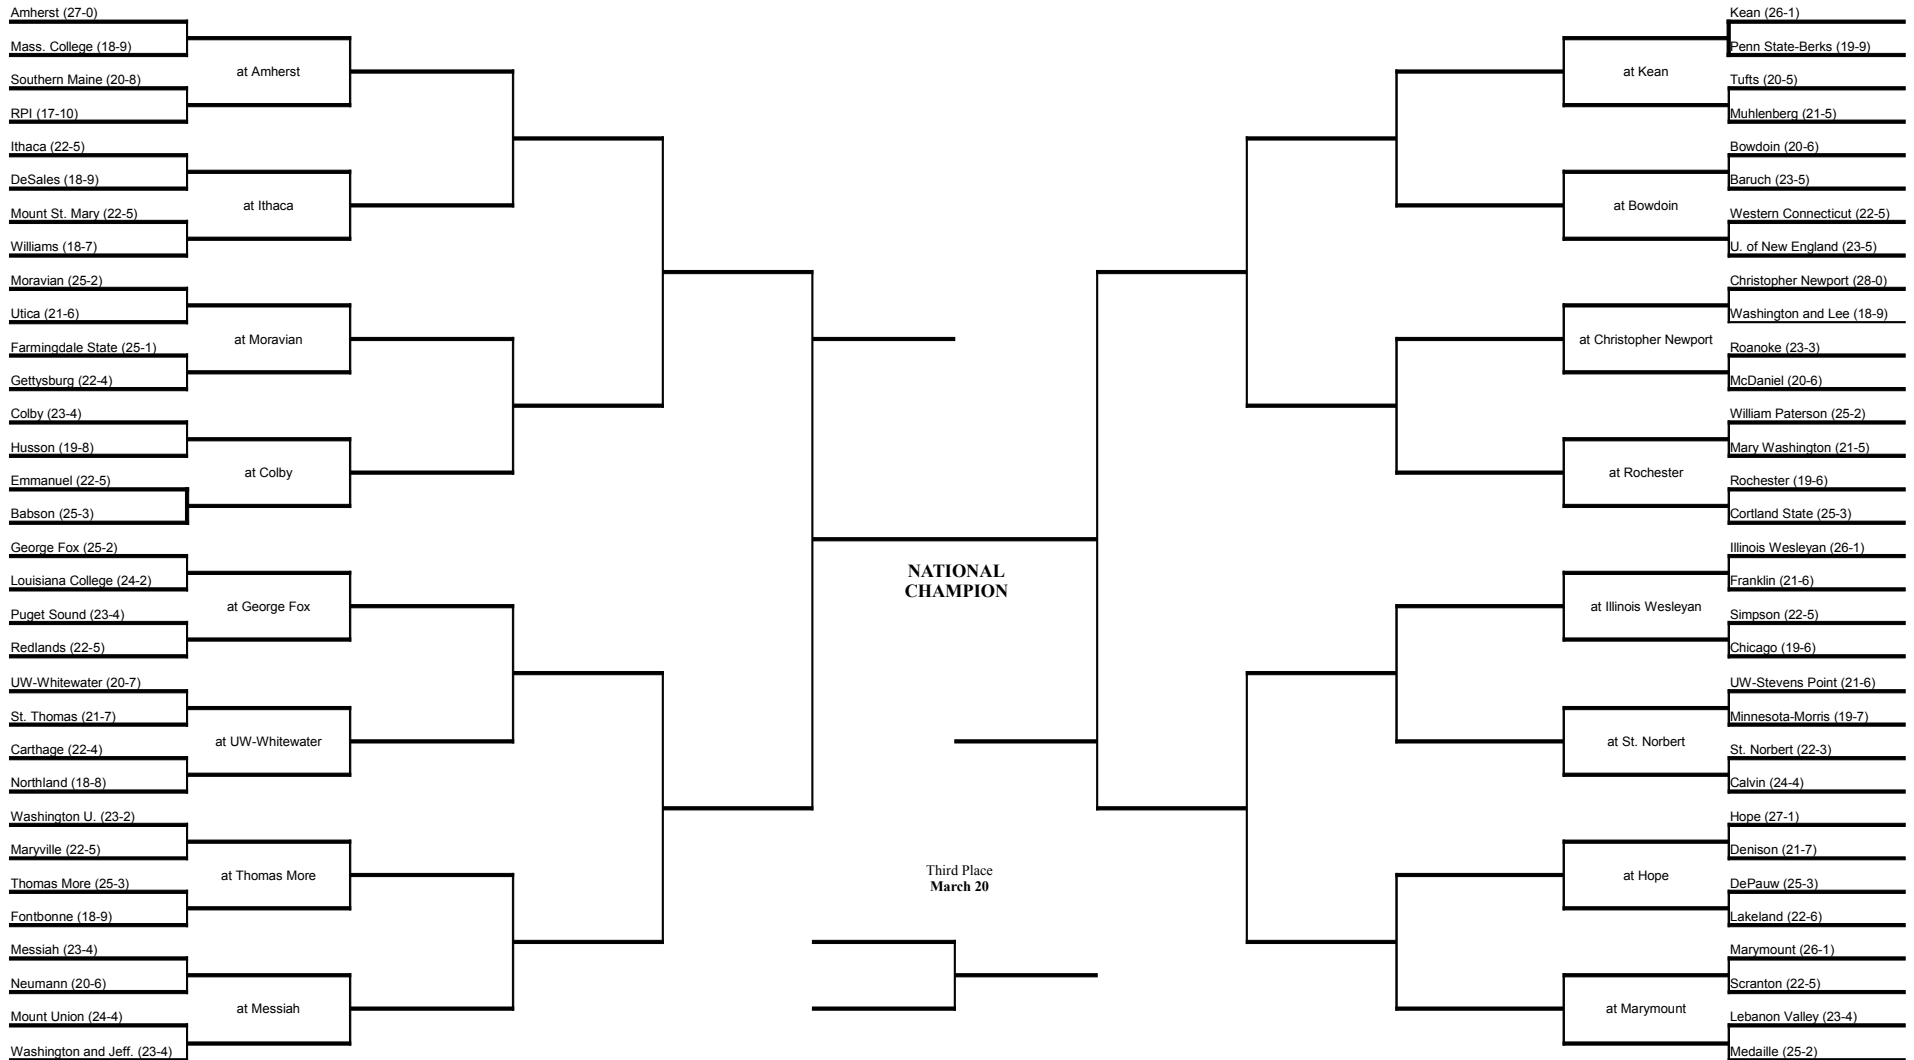 Amherst (27-0)
Mass. College (18-9)
at Amherst
Southern Maine (20-8)
RPI (17-10)
Ithaca (22-5)
DeSales (18-9)
at Ithaca
Mount St. Mary (22-5)
Williams (18-7)
Moravian (25-2)
Utica (21-6)
at Moravian
Farmingdale State (25-1)
Gettysburg (22-4)
Colby (23-4)
Husson (19-8)
at Colby
Emmanuel (22-5)
Babson (25-3)
George Fox (25-2)
Louisiana College (24-2)
at George Fox
Puget Sound (23-4)
Redlands (22-5)
UW-Whitewater (20-7)
St. Thomas (21-7)
at UW-Whitewater
Carthage (22-4)
Northland (18-8)
Washington U. (23-2)
Maryville (22-5)
at Thomas More
Thomas More (25-3)
Fontbonne (18-9)
Messiah (23-4)
Neumann (20-6)
at Messiah
Mount Union (24-4)
Washington and Jeff. (23-4)
NATIONAL
CHAMPION
Third Place
March 20
Kean (26-1)
Penn State-Berks (19-9)
at Kean
Tufts (20-5)
Muhlenberg (21-5)
Bowdoin (20-6)
Baruch (23-5)
at Bowdoin
Western Connecticut (22-5)
U. of New England (23-5)
Christopher Newport (28-0)
Washington and Lee (18-9)
at Christopher Newport
Roanoke (23-3)
McDaniel (20-6)
William Paterson (25-2)
Mary Washington (21-5)
at Rochester
Rochester (19-6)
Cortland State (25-3)
Illinois Wesleyan (26-1)
Franklin (21-6)
at Illinois Wesleyan
Simpson (22-5)
Chicago (19-6)
UW-Stevens Point (21-6)
Minnesota-Morris (19-7)
at St. Norbert
St. Norbert (22-3)
Calvin (24-4)
Hope (27-1)
Denison (21-7)
at Hope
DePauw (25-3)
Lakeland (22-6)
Marymount (26-1)
Scranton (22-5)
at Marymount
Lebanon Valley (23-4)
Medaille (25-2)